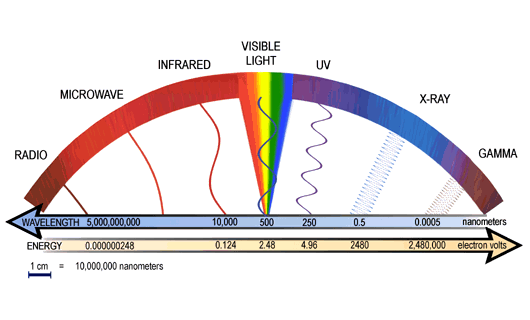 VISIBLE
LIGHT
INFRARED
UV
MICROWAVE
X-RAY
RADIO
GAMMA
WAVELENGTH 5,000,000,000 10,000 500 250 0.5 0.0005 nanometers
ENERGY 0.000000248 0.124 2.48 4.96 2480 2,480,000 electron volts
1 cm = 10,000,000 nanometers